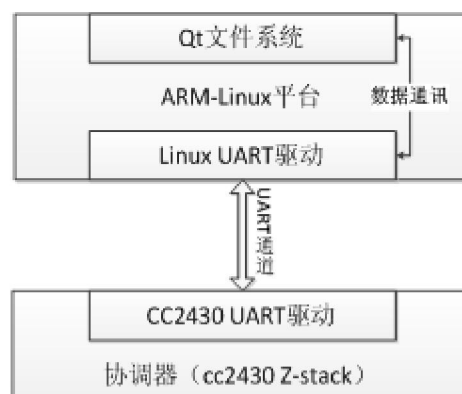 Qt文件系统
ARM-Linux平台
数据通讯
Linux UART驱动
UART通道
CC2430 UART驱动
协调器（cc2430 Z-stack）